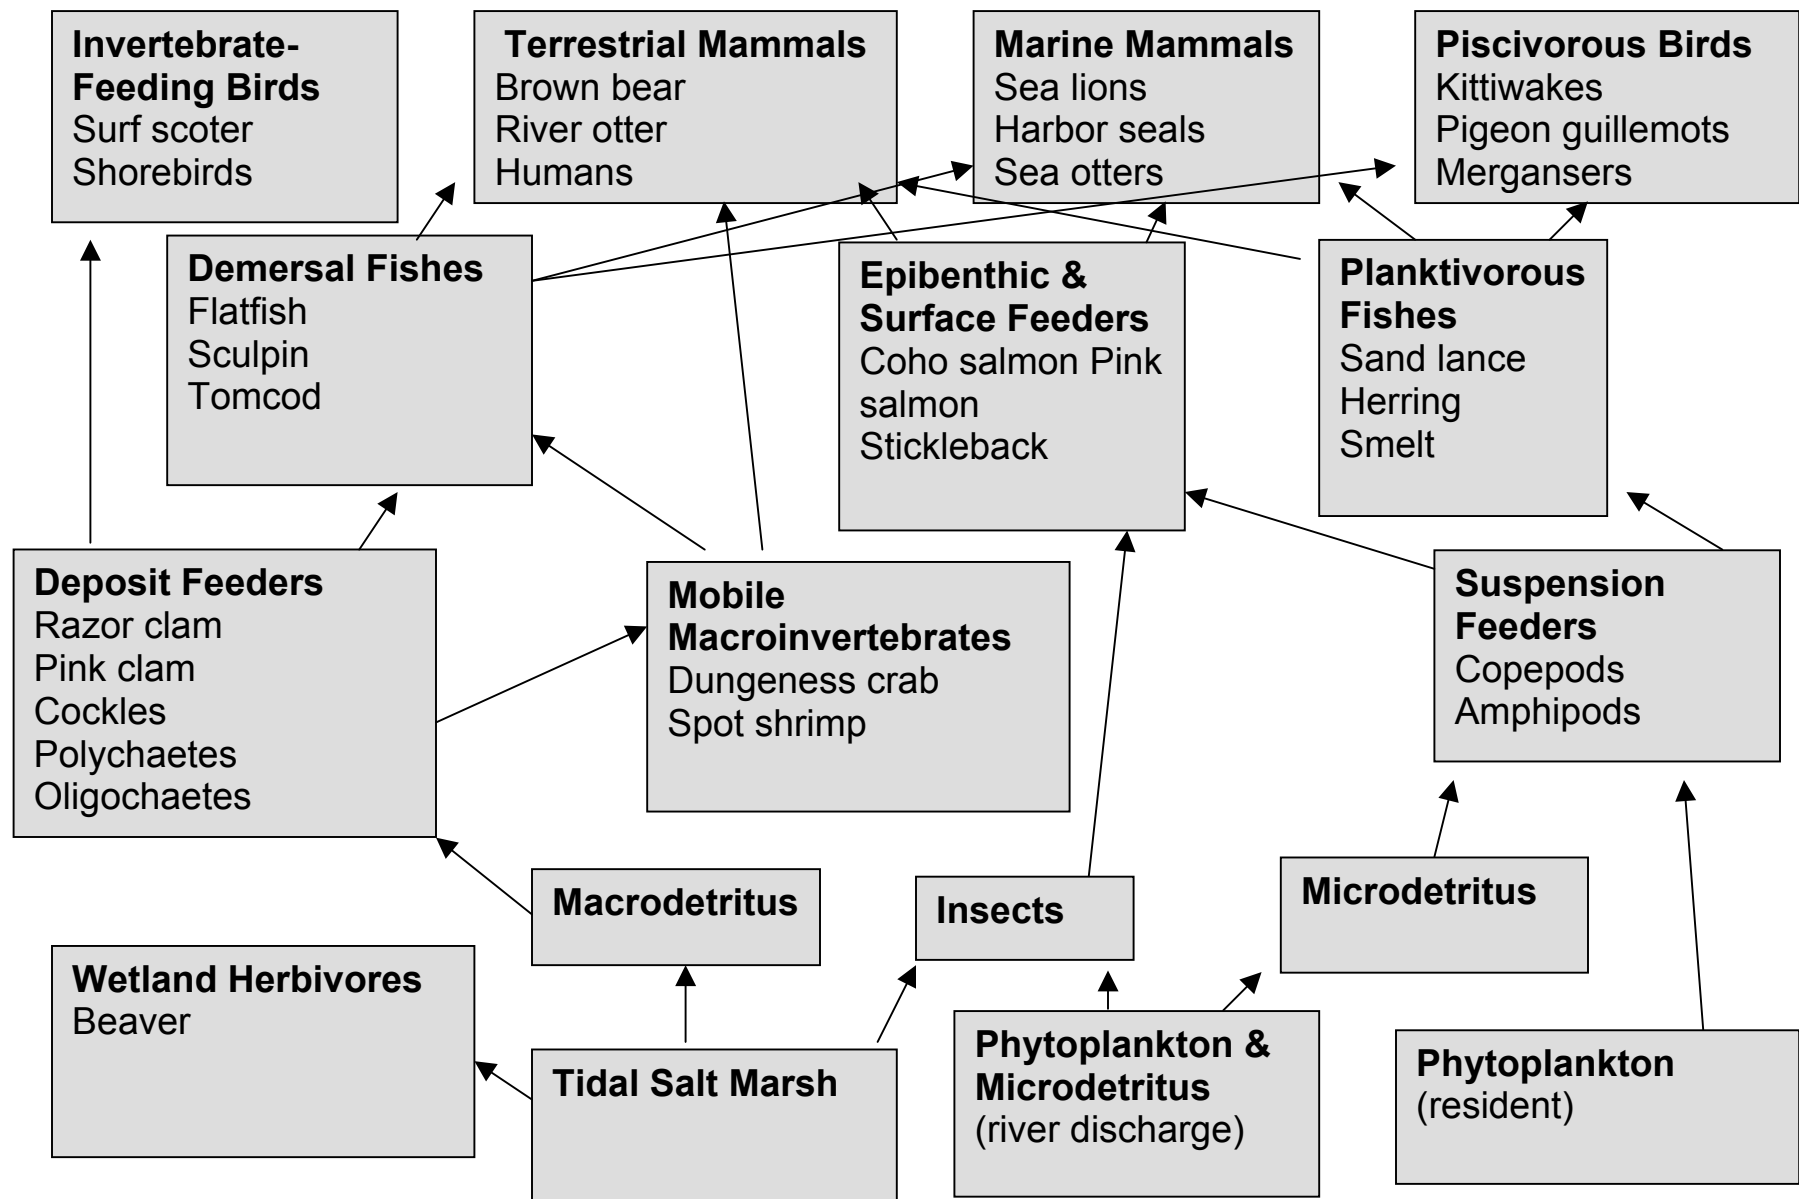 Invertebrate-
Feeding Birds
Surf scoter
Shorebirds
Terrestrial Mammals
Brown bear
River otter
Humans
Marine Mammals
Sea lions
Harbor seals
Sea otters
Piscivorous Birds
Kittiwakes
Pigeon guillemots
Mergansers
Demersal Fishes
Flatfish
Sculpin
Tomcod
Epibenthic &
Surface Feeders
Coho salmon Pink
salmon
Stickleback
Planktivorous
Fishes
Sand lance
Herring
Smelt
Deposit Feeders
Razor clam
Pink clam
Cockles
Polychaetes
Oligochaetes
Mobile
Macroinvertebrates
Dungeness crab
Spot shrimp
Suspension
Feeders
Copepods
Amphipods
Macrodetritus
Insects
Microdetritus
Wetland Herbivores
Beaver
Tidal Salt Marsh
Phytoplankton &
Microdetritus
(river discharge)
Phytoplankton
(resident)